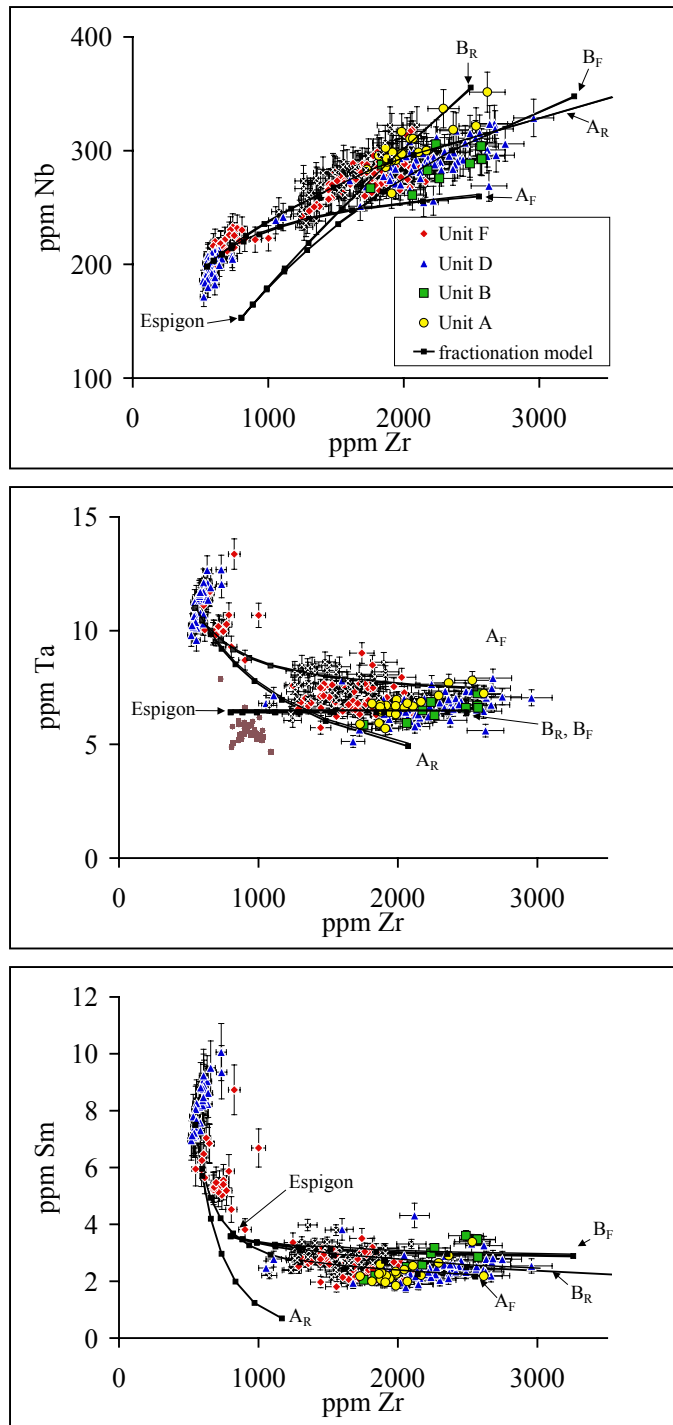 400
300
200
100
ppm Nb
B_R
B_F
A_R
A_F
Espigon
Unit F
Unit D
Unit B
Unit A
fractionation model
0 1000 2000 3000
ppm Zr
15
10
5
0
ppm Ta
A_F
Espigon
B_R, B_F
A_R
0 1000 2000 3000
ppm Zr
12
10
8
6
4
2
0
ppm Sm
Espigon
B_F
B_R
A_F
A_R
0 1000 2000 3000
ppm Zr